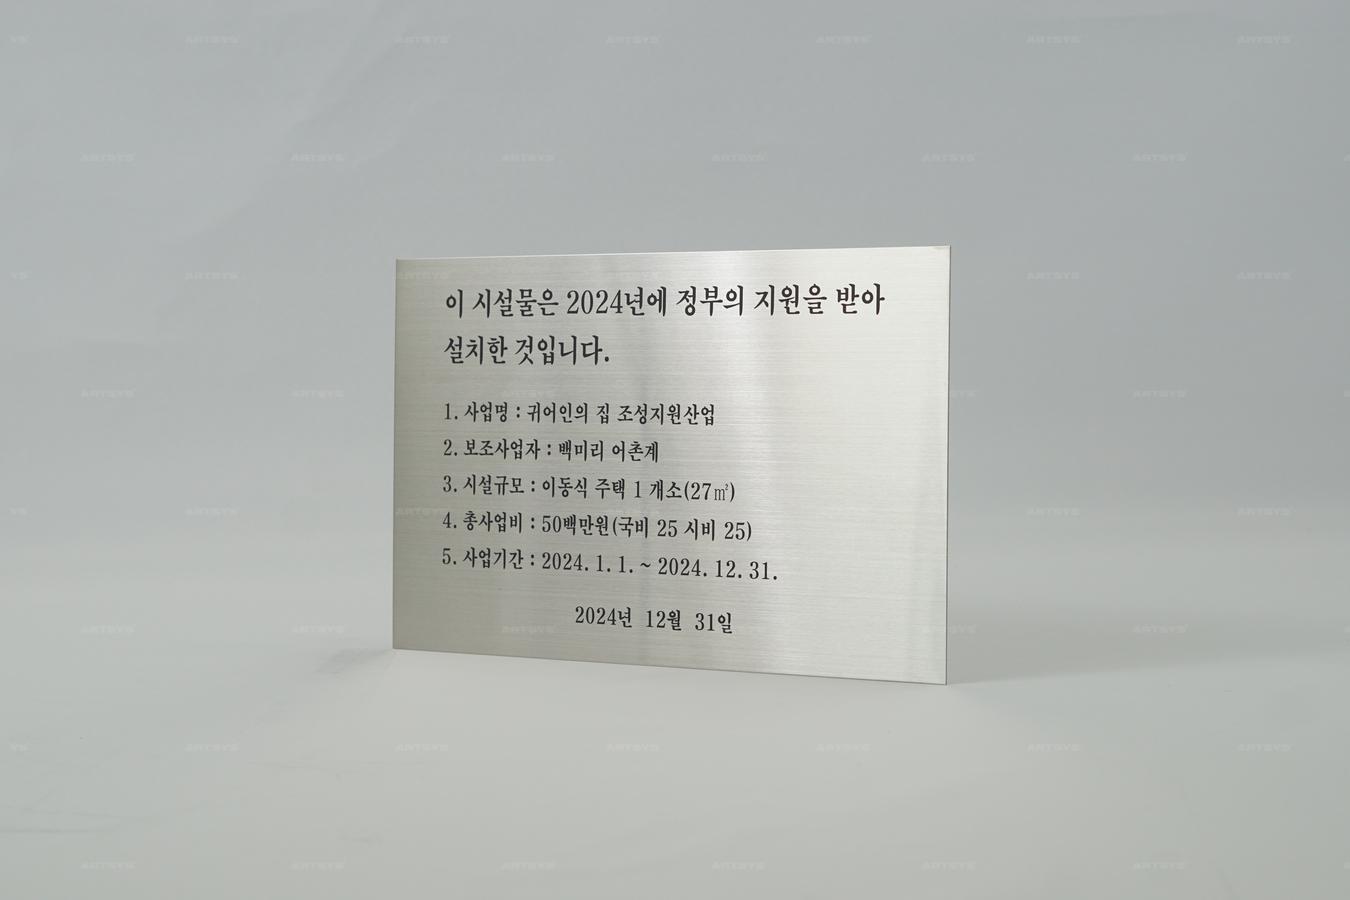 이 시설물은 2024년에 정부의 지원을 받아
설치한 것입니다.
1. 사업명 : 귀어인의 집 조성지원산업
2. 보조사업자 : 백미리 어촌계
3. 시설규모 : 이동식 주택 1 개소(27㎡)
4. 총사업비 : 50백만원(국비 25 시비 25)
5. 사업기간 : 2024. 1. 1. ~ 2024. 12. 31.
2024년 12월 31일
ARTSYS